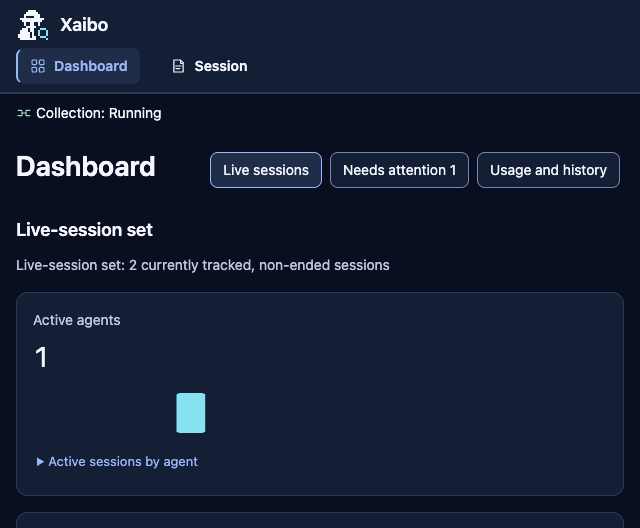 Xaibo
Dashboard
Session
Collection: Running
Dashboard
Live sessions
Needs attention 1
Usage and history
Live-session set
Live-session set: 2 currently tracked, non-ended sessions
Active agents
1
Active sessions by agent